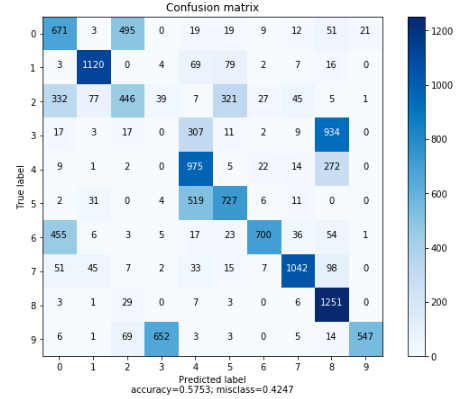 Confusion matrix
0 671 3 495 0 19 19 9 12 51 21
1 3 1120 0 4 69 79 2 7 16 0
2 332 77 446 39 7 321 27 45 5 1
3 17 3 17 0 307 11 2 9 934 0
4 9 1 2 0 975 5 22 14 272 0
5 2 31 0 4 519 727 6 11 0 0
6 455 6 3 5 17 23 700 36 54 1
7 51 45 7 2 33 15 7 1042 98 0
8 3 1 29 0 7 3 0 6 1251 0
9 6 1 69 652 3 3 0 5 14 547
0 1 2 3 4 5 6 7 8 9
True label
Predicted label
accuracy=0.5753; misclass=0.4247
1200
1000
800
600
400
200
0